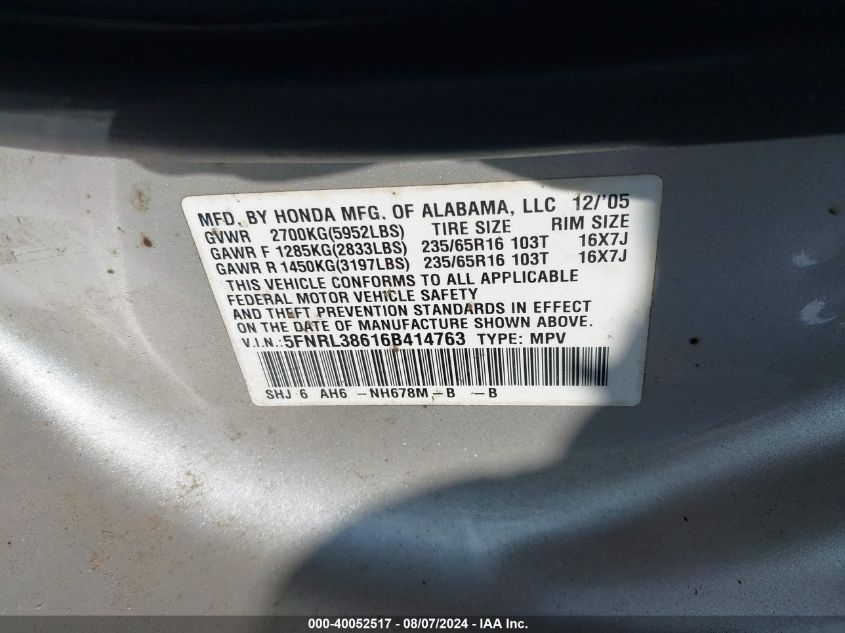 MFD. BY HONDA MFG. OF ALABAMA, LLC 12/'05
GVWR 2700KG(5952LBS) TIRE SIZE RIM SIZE
GAWR F 1285KG(2833LBS) 235/65R16 103T 16X7J
GAWR R 1450KG(3197LBS) 235/65R16 103T 16X7J
THIS VEHICLE CONFORMS TO ALL APPLICABLE
FEDERAL MOTOR VEHICLE SAFETY
AND THEFT PREVENTION STANDARDS IN EFFECT
ON THE DATE OF MANUFACTURE SHOWN ABOVE.
V.I.N.:5FNRL38616B414763 TYPE: MPV
SHJ 6 AH6 -NH678M -B -B
000-40052517 - 08/07/2024 - IAA Inc.